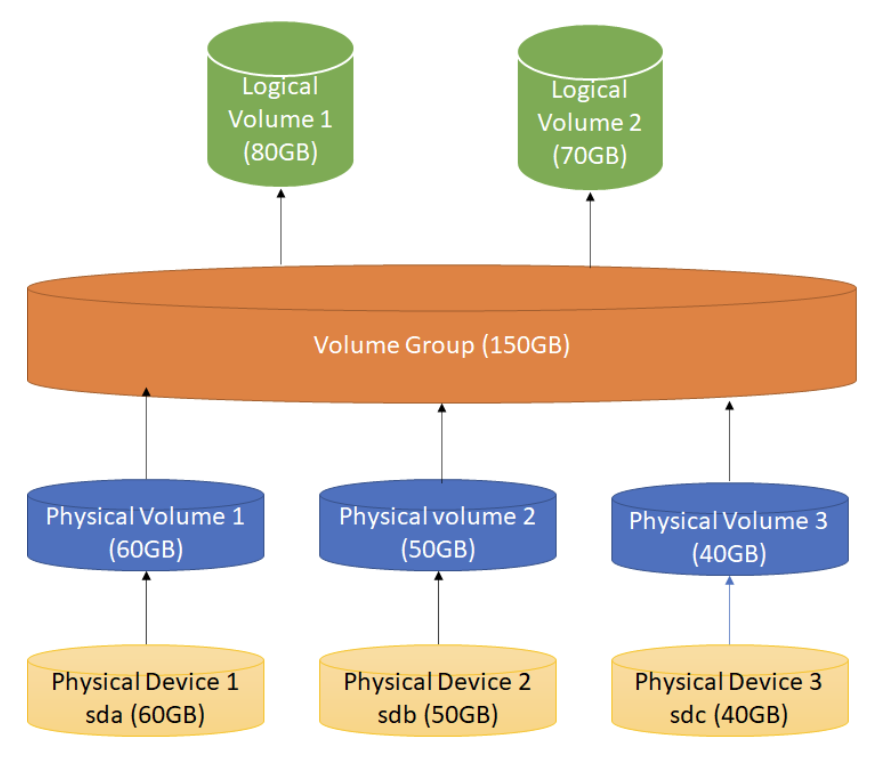 Logical
Volume 1
(80GB)
Logical
Volume 2
(70GB)
Volume Group (150GB)
Physical Volume 1
(60GB)
Physical volume 2
(50GB)
Physical Volume 3
(40GB)
Physical Device 1
sda (60GB)
Physical Device 2
sdb (50GB)
Physical Device 3
sdc (40GB)